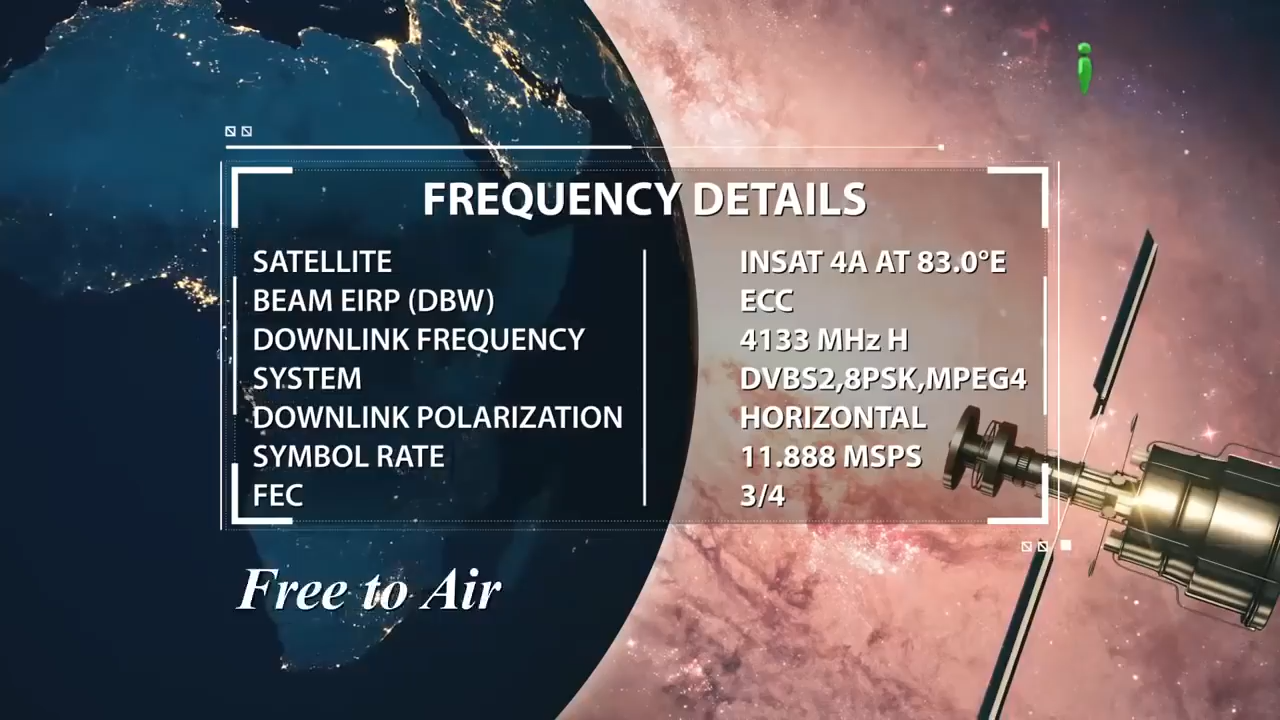 FREQUENCY DETAILS
SATELLITE INSAT 4A AT 83.0°E
BEAM EIRP (DBW) ECC
DOWNLINK FREQUENCY 4133 MHz H
SYSTEM DVBS2,8PSK,MPEG4
DOWNLINK POLARIZATION HORIZONTAL
SYMBOL RATE 11.888 MSPS
FEC 3/4
Free to Air